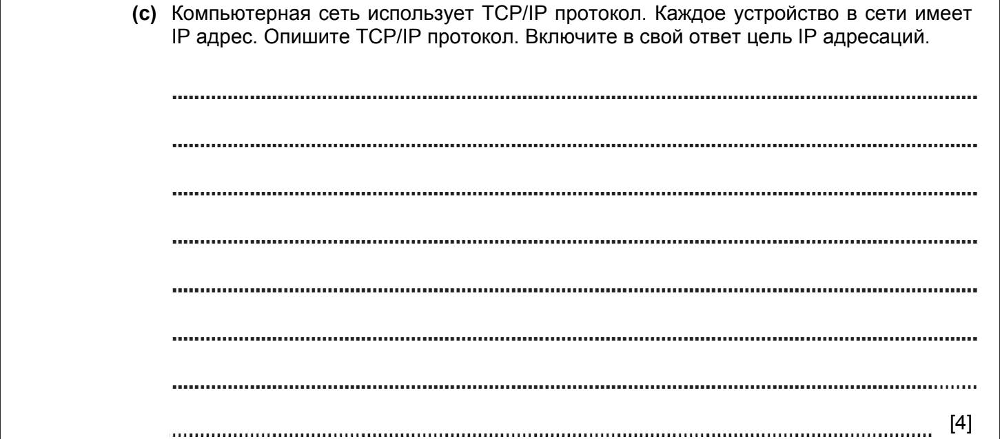 (c) Компьютерная сеть использует TCP/IP протокол. Каждое устройство в сети имеет
IP адрес. Опишите TCP/IP протокол. Включите в свой ответ цель IP адресаций.
[4]